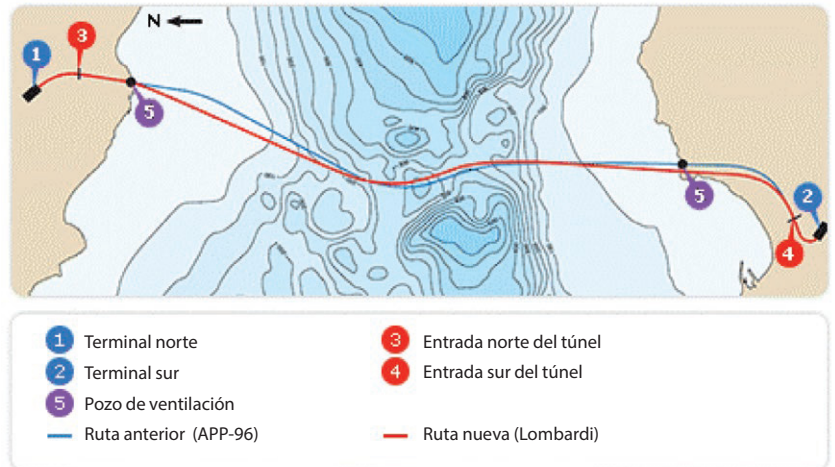 N
1
3
5
5
2
4
1 Terminal norte
3 Entrada norte del túnel
2 Terminal sur
4 Entrada sur del túnel
5 Pozo de ventilación
Ruta anterior (APP-96)
Ruta nueva (Lombardi)